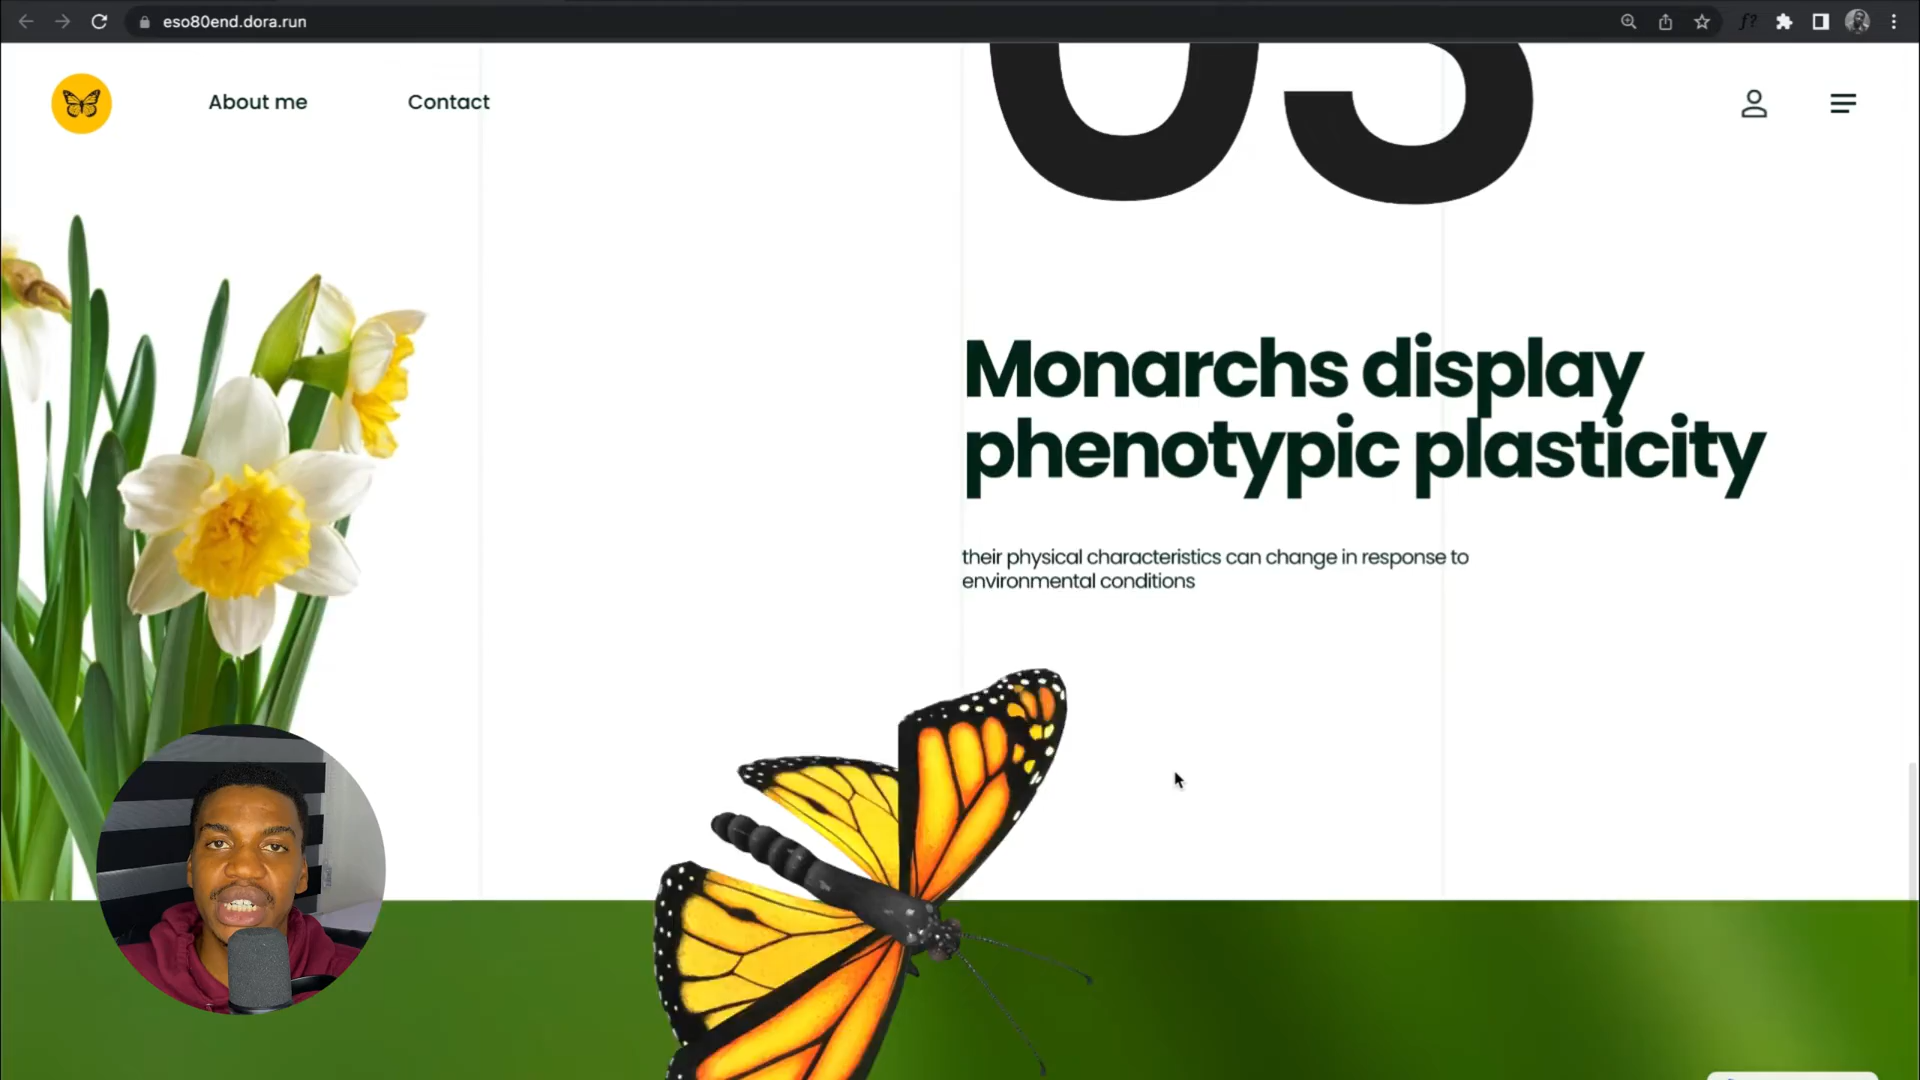 eso80end.dora.run
About me
Contact
03
Monarchs display
phenotypic plasticity
their physical characteristics can change in response to
environmental conditions